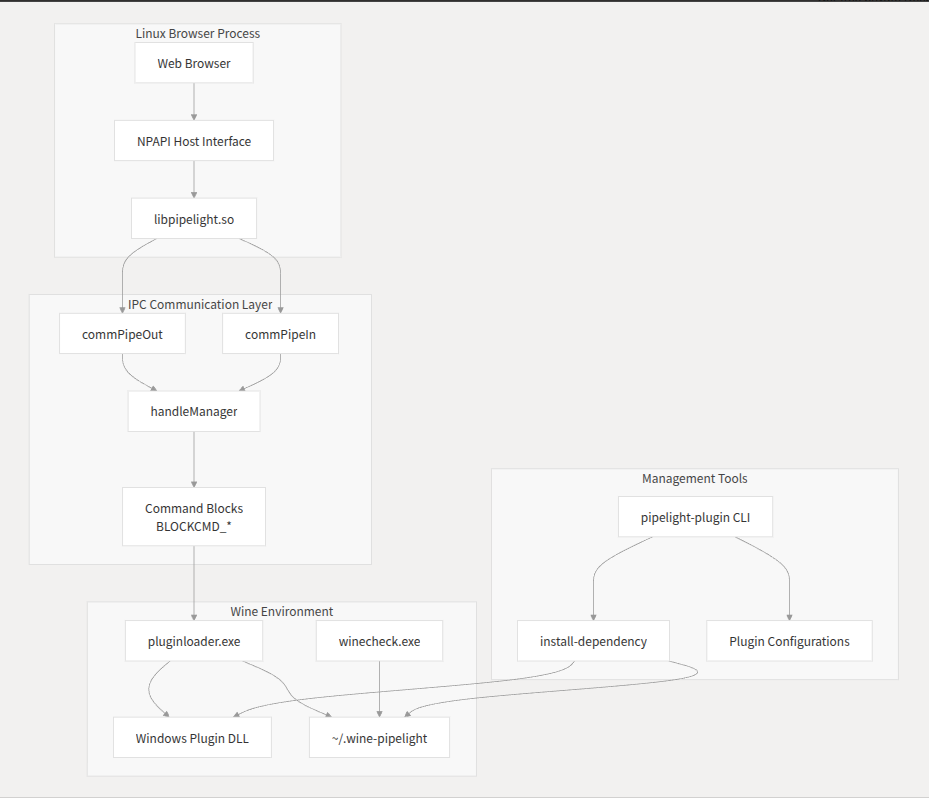 Linux Browser Process
Web Browser
NPAPI Host Interface
libpipelight.so
IPC Communication Layer
commPipeOut
commPipeIn
handleManager
Command Blocks
BLOCKCMD_*
Management Tools
pipelight-plugin CLI
install-dependency
Plugin Configurations
Wine Environment
pluginloader.exe
winecheck.exe
Windows Plugin DLL
~/.wine-pipelight